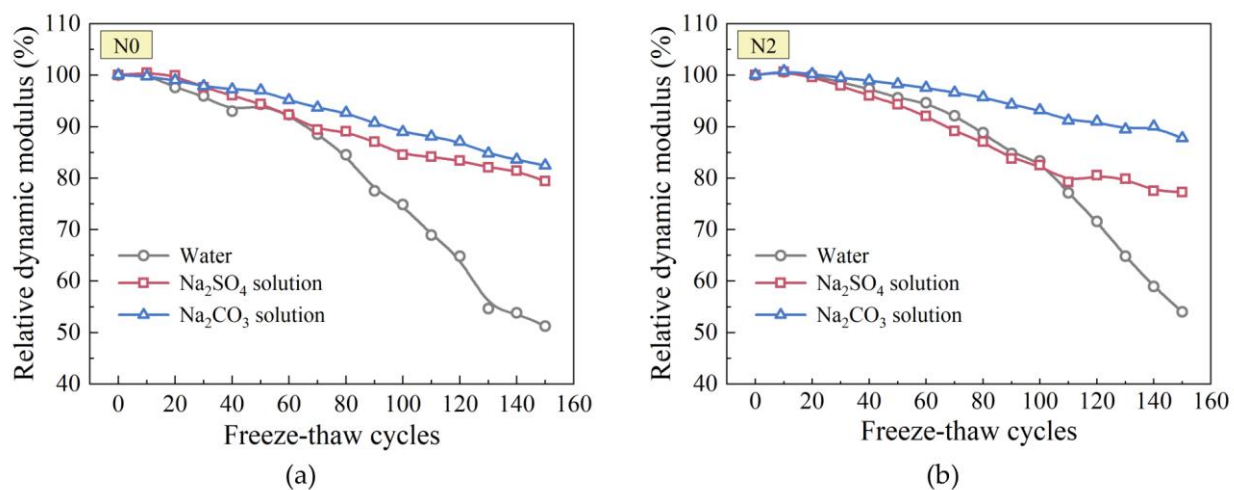 N0
Relative dynamic modulus (%)
110
100
90
80
70
60
50
40
Water
Na₂SO₄ solution
Na₂CO₃ solution
0 20 40 60 80 100 120 140 160
Freeze-thaw cycles
(a)
N2
Relative dynamic modulus (%)
110
100
90
80
70
60
50
40
Water
Na₂SO₄ solution
Na₂CO₃ solution
0 20 40 60 80 100 120 140 160
Freeze-thaw cycles
(b)